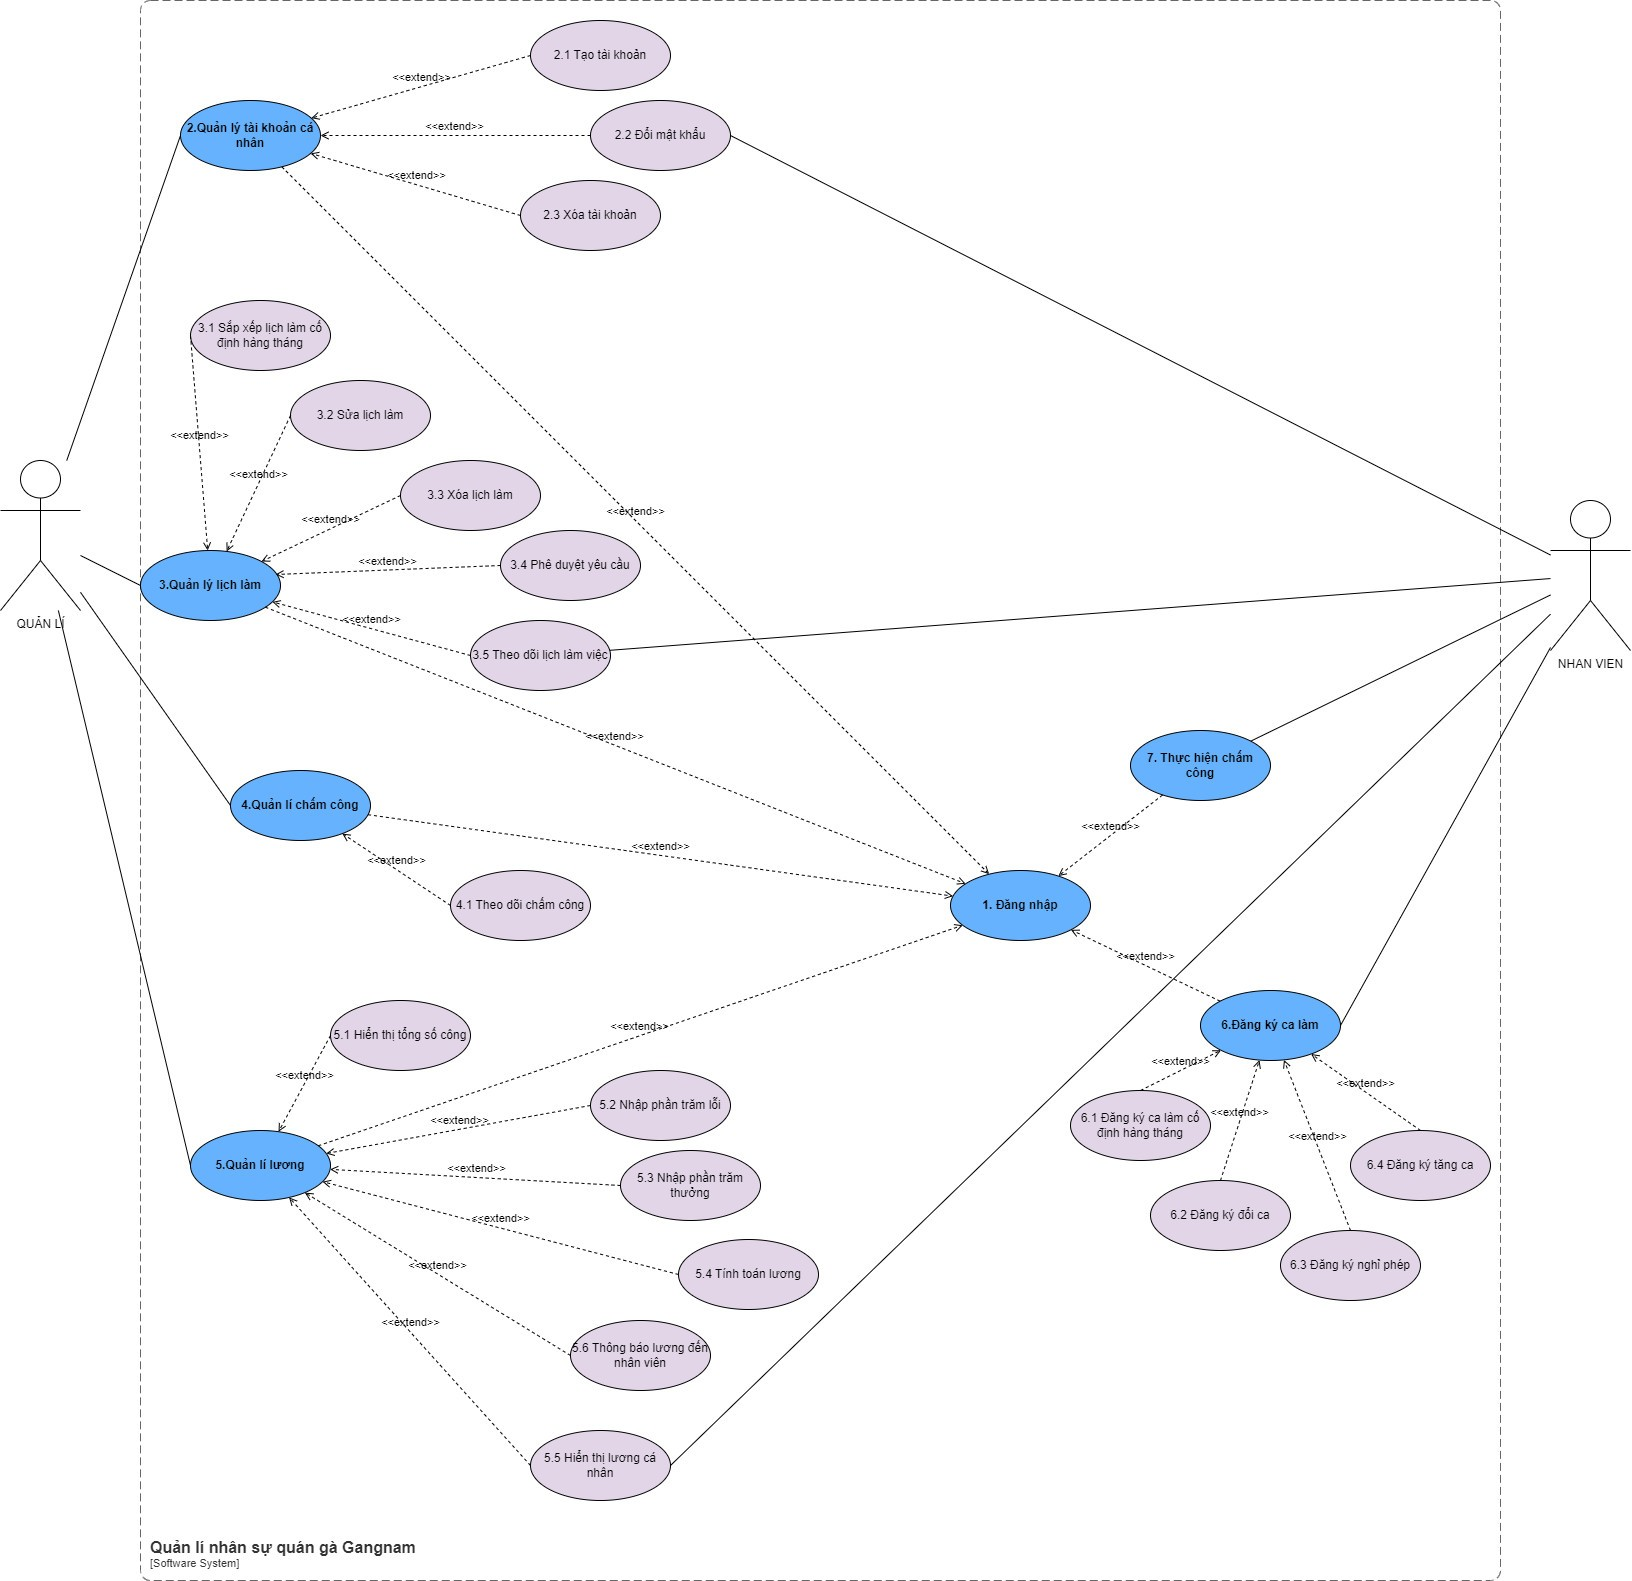 2.1 Tạo tài khoản
<<extend>>
2.Quản lý tài khoản cá
nhân
<<extend>>
2.2 Đổi mật khẩu
<<extend>>
2.3 Xóa tài khoản
3.1 Sắp xếp lịch làm cố
định hàng tháng
3.2 Sửa lịch làm
<<extend>>
<<extend>>
3.3 Xóa lịch làm
<<extend>>
<<extend>>
<<extend>>
3.4 Phê duyệt yêu cầu
3.Quản lý lịch làm
QUẢN LÍ
<<extend>>
3.5 Theo dõi lịch làm việc
NHAN VIEN
<<extend>>
7. Thực hiện chấm
công
4.Quản lí chấm công
<<extend>>
<<extend>>
<<extend>>
4.1 Theo dõi chấm công
1. Đăng nhập
<<extend>>
<<extend>>
6.Đăng ký ca làm
5.1 Hiển thị tổng số công
<<extend>>
<<extend>>
<<extend>>
5.2 Nhập phần trăm lỗi
<<extend>>
<<extend>>
6.1 Đăng ký ca làm cố
định hàng tháng
<<extend>>
5.Quản lí lương
<<extend>>
5.3 Nhập phần trăm
thưởng
6.4 Đăng ký tăng ca
<<extend>>
6.2 Đăng ký đổi ca
<<extend>>
5.4 Tính toán lương
6.3 Đăng ký nghỉ phép
<<extend>>
5.6 Thông báo lương đến
nhân viên
5.5 Hiển thị lương cá
nhân
Quản lí nhân sự quán gà Gangnam
[Software System]